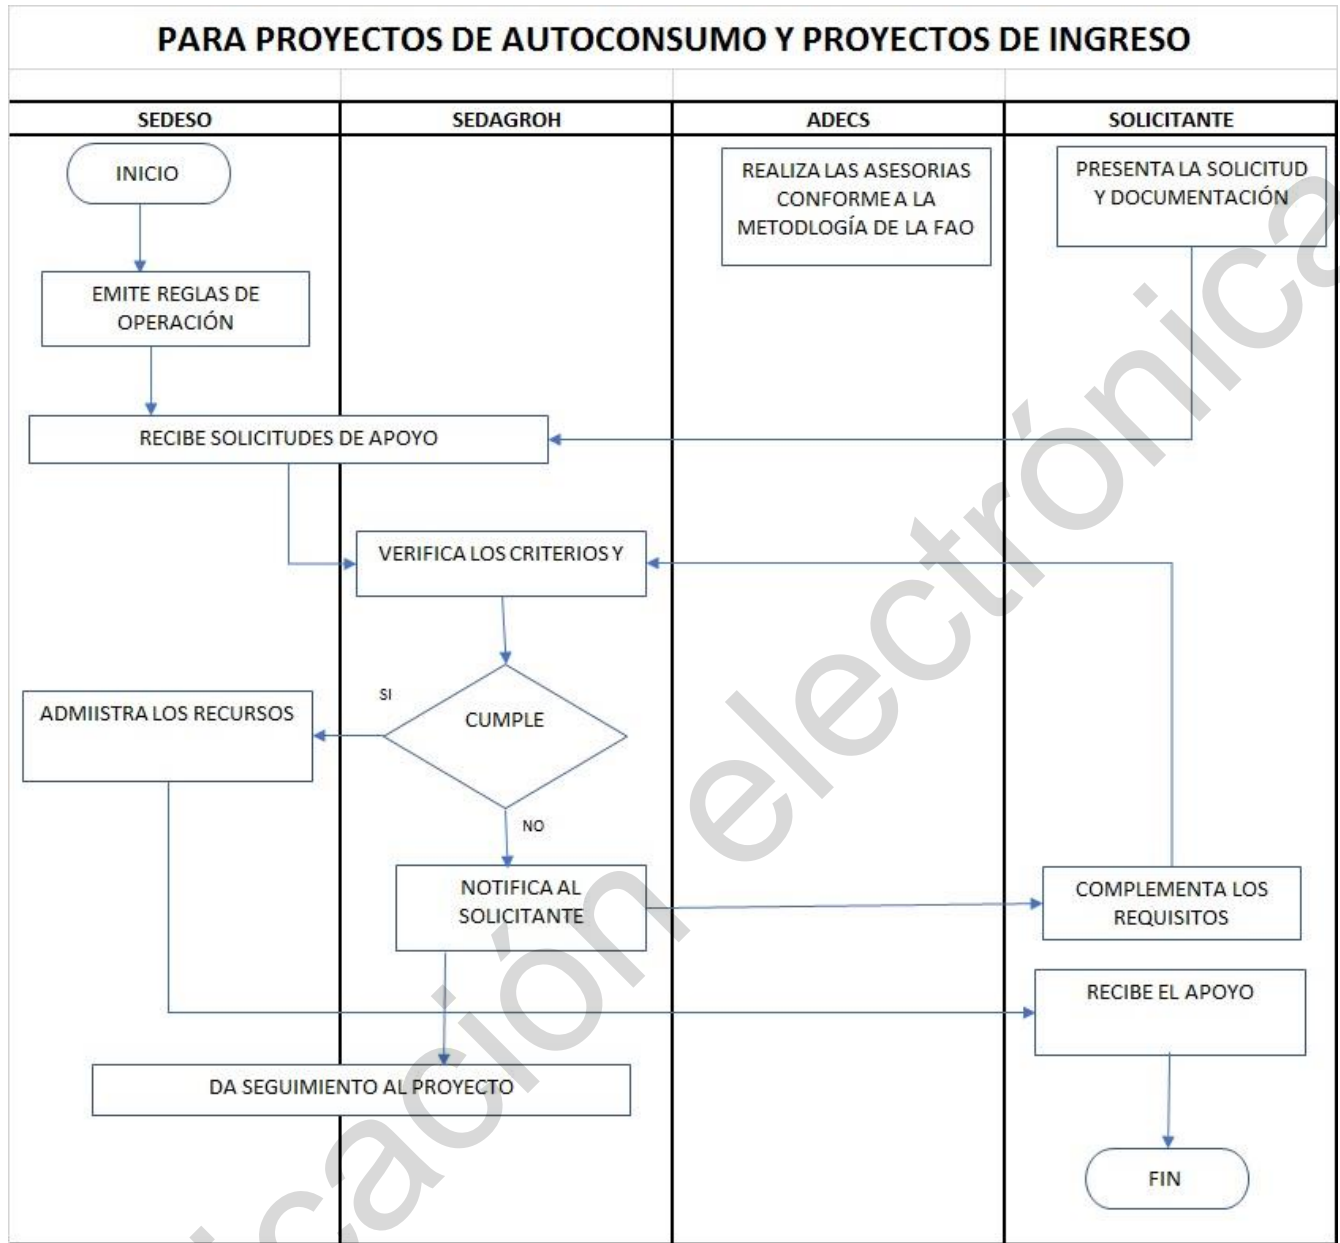 PARA PROYECTOS DE AUTOCONSUMO Y PROYECTOS DE INGRESO
SEDESO
SEDAGROH
ADECS
SOLICITANTE
INICIO
REALIZA LAS ASESORIAS
CONFORME A LA
METODLOGÍA DE LA FAO
PRESENTA LA SOLICITUD
Y DOCUMENTACIÓN
EMITE REGLAS DE
OPERACIÓN
RECIBE SOLICITUDES DE APOYO
VERIFICA LOS CRITERIOS Y
SI
CUMPLE
ADMIISTRA LOS RECURSOS
NO
NOTIFICA AL
SOLICITANTE
COMPLEMENTA LOS
REQUISITOS
RECIBE EL APOYO
DA SEGUIMIENTO AL PROYECTO
FIN
icación electrónica